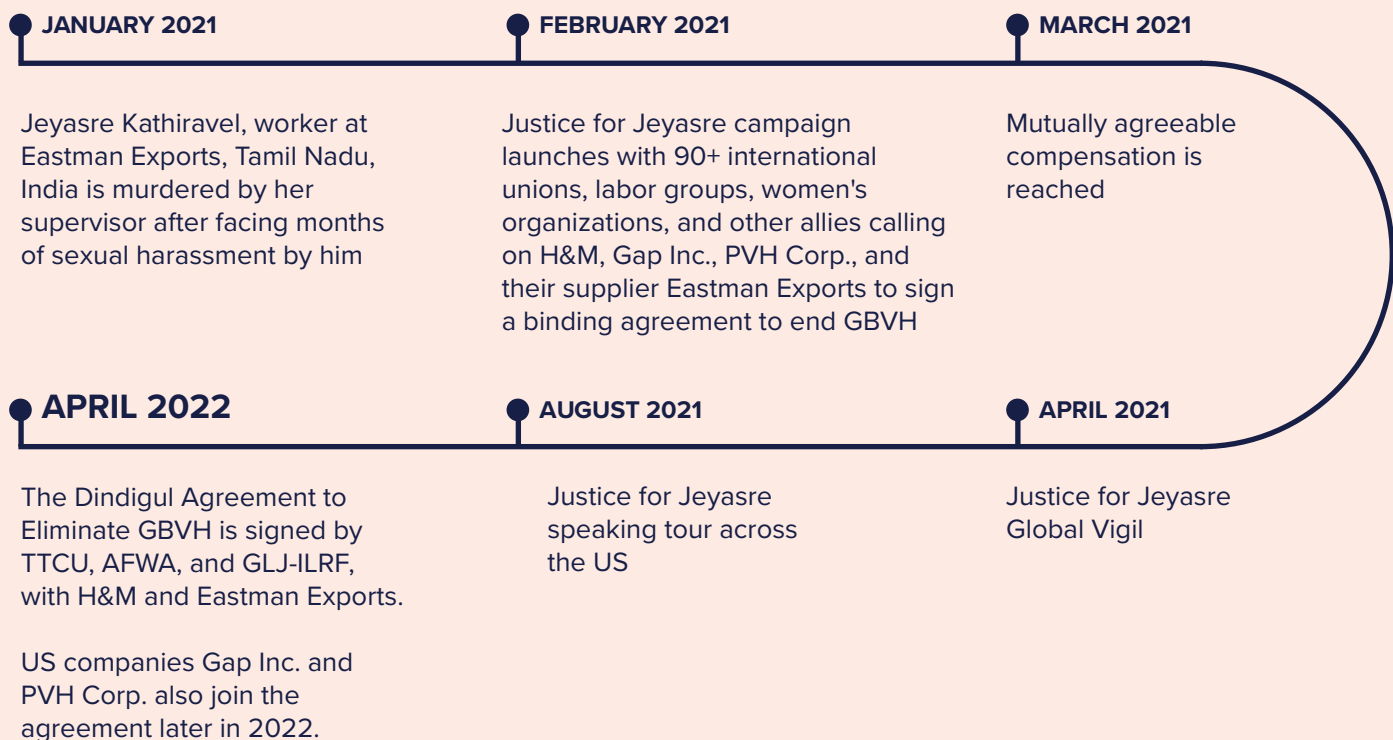 JANUARY 2021
Jeyasre Kathiravel, worker at
Eastman Exports, Tamil Nadu,
India is murdered by her
supervisor after facing months
of sexual harassment by him
FEBRUARY 2021
Justice for Jeyasre campaign
launches with 90+ international
unions, labor groups, women's
organizations, and other allies calling
on H&M, Gap Inc., PVH Corp., and
their supplier Eastman Exports to sign
a binding agreement to end GBVH
MARCH 2021
Mutually agreeable
compensation is
reached
APRIL 2021
Justice for Jeyasre
Global Vigil
AUGUST 2021
Justice for Jeyasre
speaking tour across
the US
APRIL 2022
The Dindigul Agreement to
Eliminate GBVH is signed by
TTCU, AFWA, and GLJ-ILRF,
with H&M and Eastman Exports.
US companies Gap Inc. and
PVH Corp. also join the
agreement later in 2022.